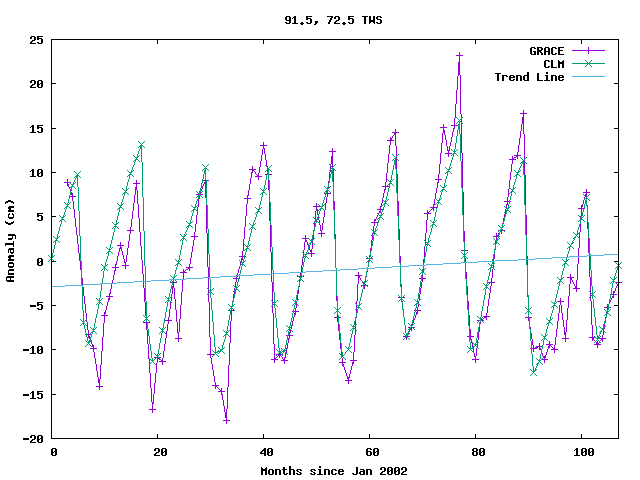 91.5, 72.5 TWS
GRACE
CLM
Trend Line
25
20
15
10
5
0
-5
-10
-15
-20
Anomaly (cm)
0 20 40 60 80 100
Months since Jan 2002